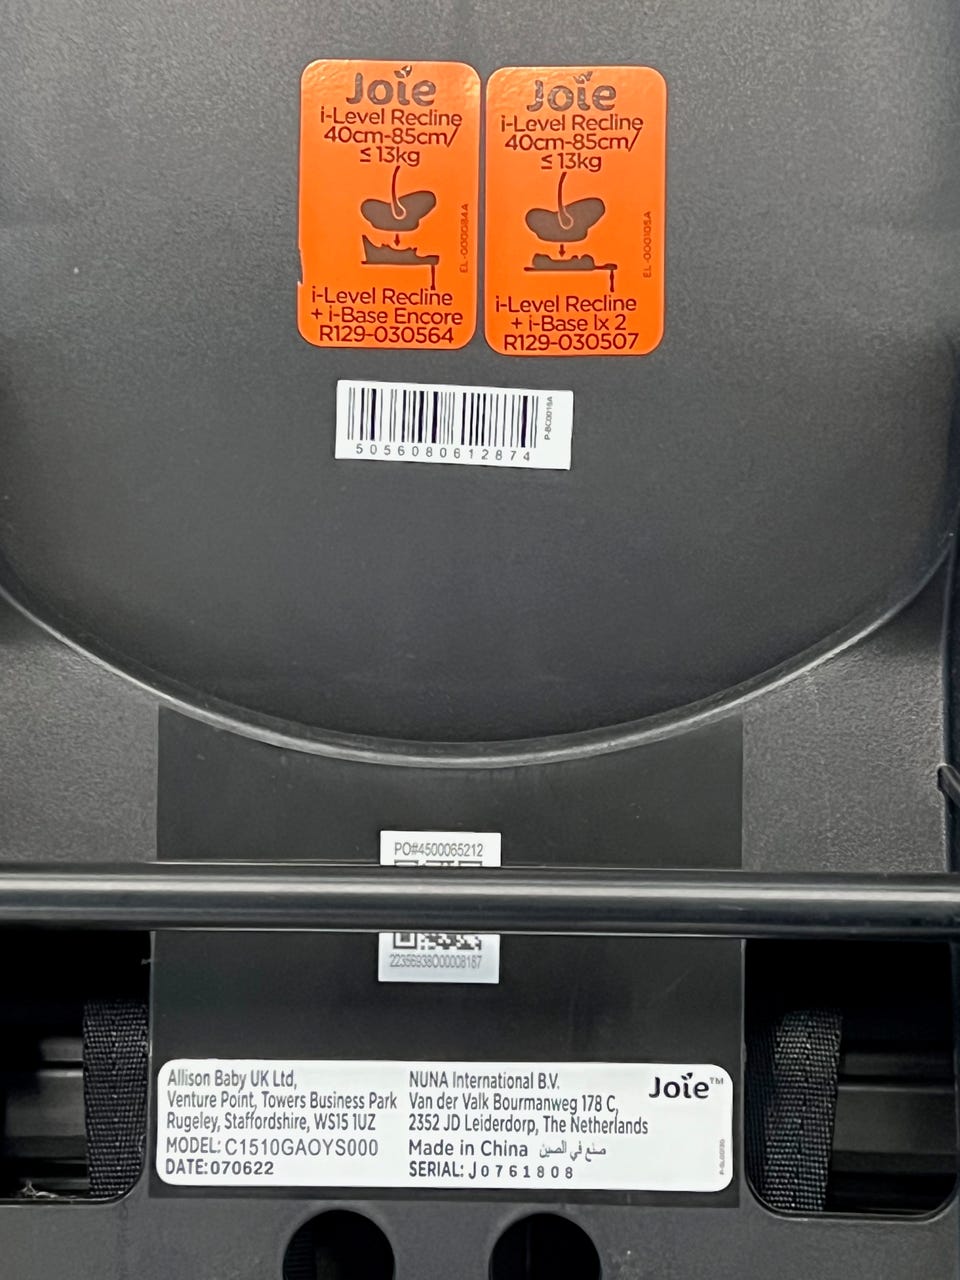 Joie
i-Level Recline
40cm-85cm/
≤ 13kg
EL-000084A
i-Level Recline
+ i-Base Encore
R129-030564
Joie
i-Level Recline
40cm-85cm/
≤ 13kg
EL-000105A
i-Level Recline
+ i-Base lx 2
R129-030507
5056080612874
P-BC0015A
PO#4500065212
22356938O00008187
Allison Baby UK Ltd,
Venture Point, Towers Business Park
Rugeley, Staffordshire, WS15 1UZ
MODEL: C1510GAOYS000
DATE: 070622
NUNA International B.V.
Van der Valk Bourmanweg 178 C,
2352 JD Leiderdorp, The Netherlands
Made in China صنع في الصين
SERIAL: J0761808
Joie™